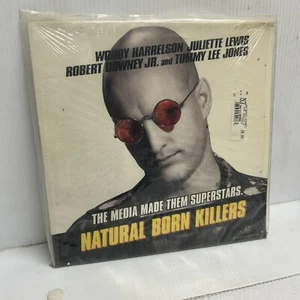 WOODY HARRELSON JULIETTE LEWIS
ROBERT DOWNEY JR. and TOMMY LEE JONES
THE MEDIA MADE THEM SUPERSTARS.
NATURAL BORN KILLERS